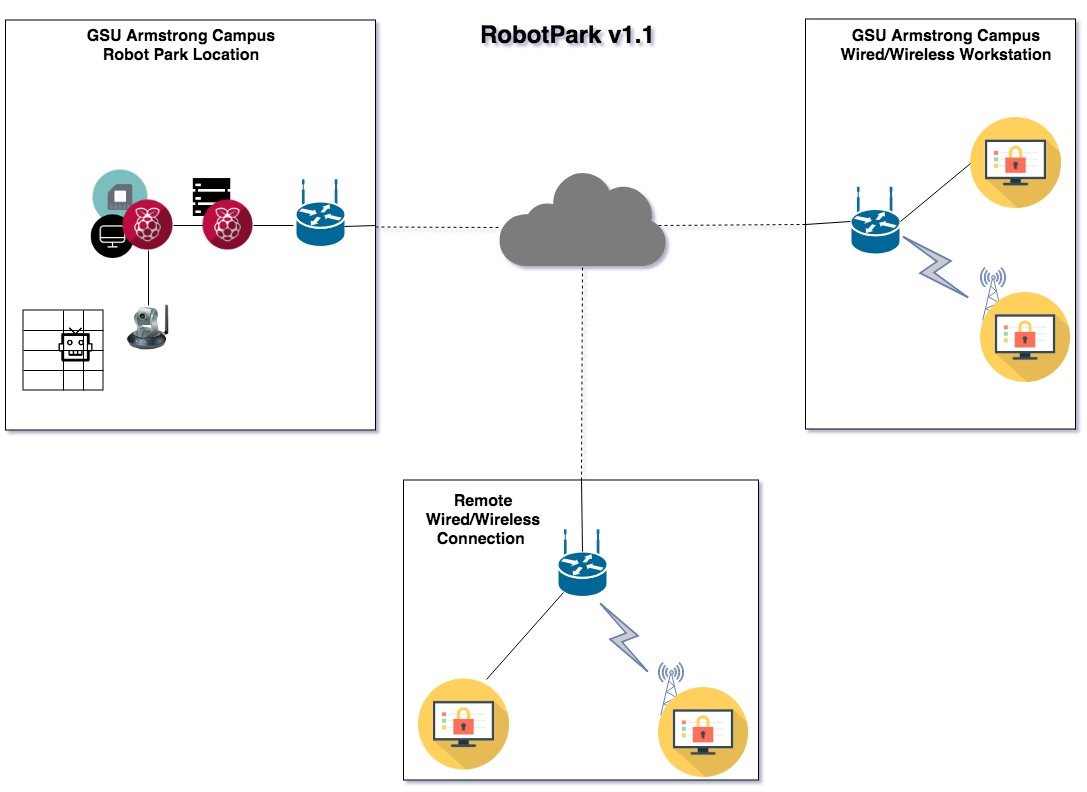 RobotPark v1.1
GSU Armstrong Campus
Robot Park Location
GSU Armstrong Campus
Wired/Wireless Workstation
Remote
Wired/Wireless
Connection